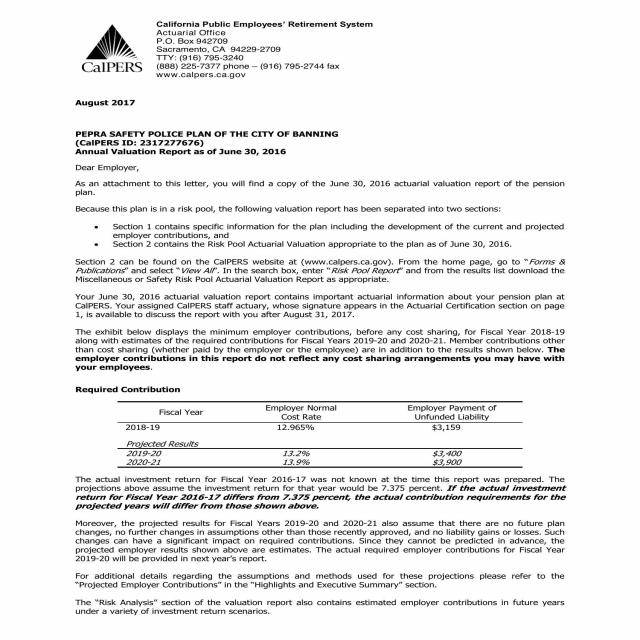 CalPERS
California Public Employees' Retirement System
Actuarial Office
P.O. Box 942709
Sacramento, CA 94229-2709
TTY: (916) 795-3240
(888) 225-7377 phone – (916) 795-2744 fax
www.calpers.ca.gov
August 2017
PEPRA SAFETY POLICE PLAN OF THE CITY OF BANNING
(CalPERS ID: 2317277676)
Annual Valuation Report as of June 30, 2016
Dear Employer,
As an attachment to this letter, you will find a copy of the June 30, 2016 actuarial valuation report of the pension
plan.
Because this plan is in a risk pool, the following valuation report has been separated into two sections:
• Section 1 contains specific information for the plan including the development of the current and projected
employer contributions, and
• Section 2 contains the Risk Pool Actuarial Valuation appropriate to the plan as of June 30, 2016.
Section 2 can be found on the CalPERS website at (www.calpers.ca.gov). From the home page, go to "Forms &
Publications" and select "View All". In the search box, enter "Risk Pool Report" and from the results list download the
Miscellaneous or Safety Risk Pool Actuarial Valuation Report as appropriate.
Your June 30, 2016 actuarial valuation report contains important actuarial information about your pension plan at
CalPERS. Your assigned CalPERS staff actuary, whose signature appears in the Actuarial Certification section on page
1, is available to discuss the report with you after August 31, 2017.
The exhibit below displays the minimum employer contributions, before any cost sharing, for Fiscal Year 2018-19
along with estimates of the required contributions for Fiscal Years 2019-20 and 2020-21. Member contributions other
than cost sharing (whether paid by the employer or the employee) are in addition to the results shown below. The
employer contributions in this report do not reflect any cost sharing arrangements you may have with
your employees.
Required Contribution
Fiscal Year Employer Normal Employer Payment of
Cost Rate Unfunded Liability
2018-19 12.965% $3,159
Projected Results
2019-20 13.2% $3,400
2020-21 13.9% $3,900
The actual investment return for Fiscal Year 2016-17 was not known at the time this report was prepared. The
projections above assume the investment return for that year would be 7.375 percent. If the actual investment
return for Fiscal Year 2016-17 differs from 7.375 percent, the actual contribution requirements for the
projected years will differ from those shown above.
Moreover, the projected results for Fiscal Years 2019-20 and 2020-21 also assume that there are no future plan
changes, no further changes in assumptions other than those recently approved, and no liability gains or losses. Such
changes can have a significant impact on required contributions. Since they cannot be predicted in advance, the
projected employer results shown above are estimates. The actual required employer contributions for Fiscal Year
2019-20 will be provided in next year's report.
For additional details regarding the assumptions and methods used for these projections please refer to the
"Projected Employer Contributions" in the "Highlights and Executive Summary" section.
The "Risk Analysis" section of the valuation report also contains estimated employer contributions in future years
under a variety of investment return scenarios.